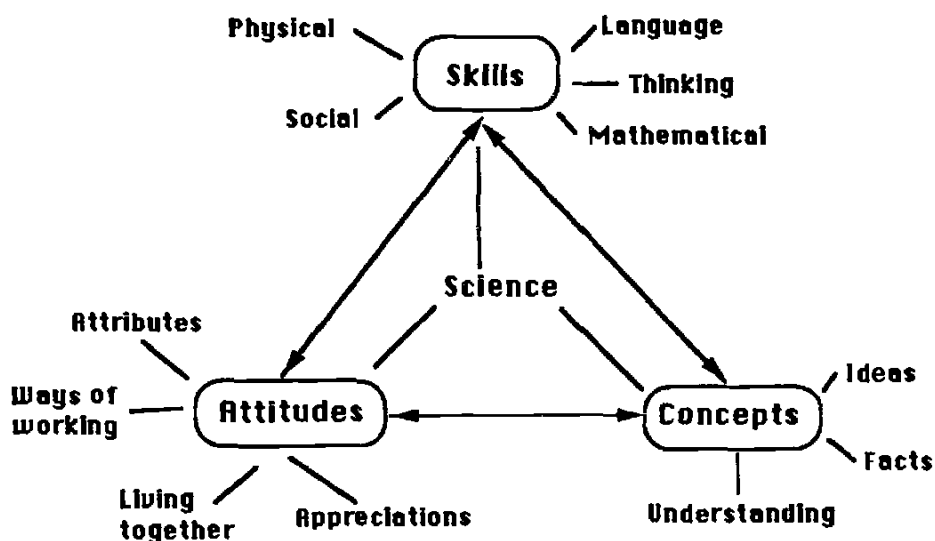 Physical
Language
Skills
Thinking
Social
Mathematical
Science
Attributes
Ideas
Ways of
working
Attitudes
Concepts
Facts
Living
together
Appreciations
Understanding